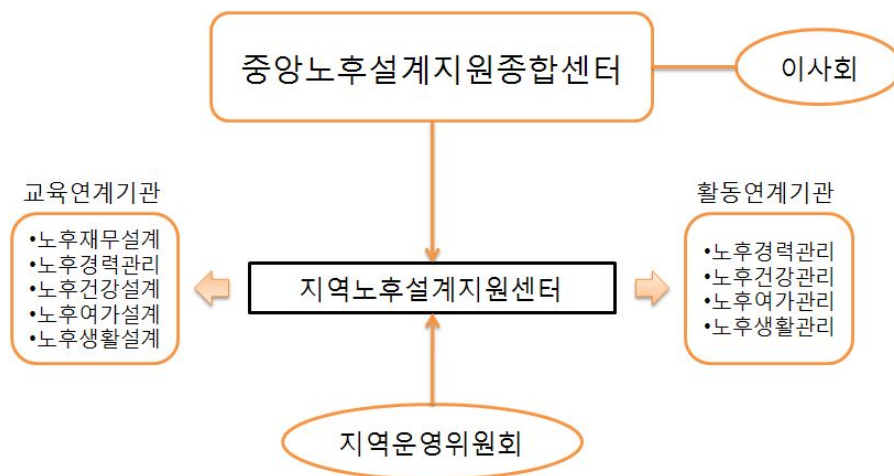 중앙노후설계지원종합센터
이사회
교육연계기관
•노후재무설계
•노후경력관리
•노후건강설계
•노후여가설계
•노후생활설계
지역노후설계지원센터
활동연계기관
•노후경력관리
•노후건강관리
•노후여가관리
•노후생활관리
지역운영위원회